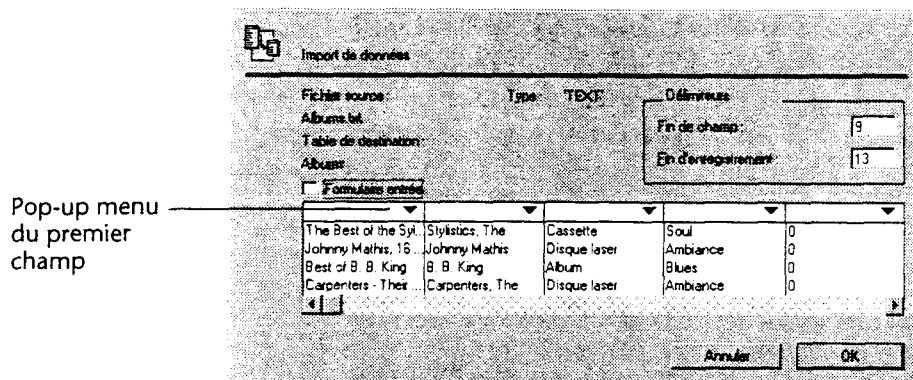 Import de données
Fichier source : Type : 'TEXT'
Albums.txt
Table de destination :
Albums
Formulaire entrée
Délimiteurs
Fin de champ : 9
Fin d'enregistrement : 13
Pop-up menu
du premier
champ
The Best of the Syl... Stylistics, The Cassette Soul 0
Johnny Mathis, 16 ... Johnny Mathis Disque laser Ambiance 0
Best of B. B. King B. B. King Album Blues 0
Carpenters - Their ... Carpenters, The Disque laser Ambiance 0
Annuler OK